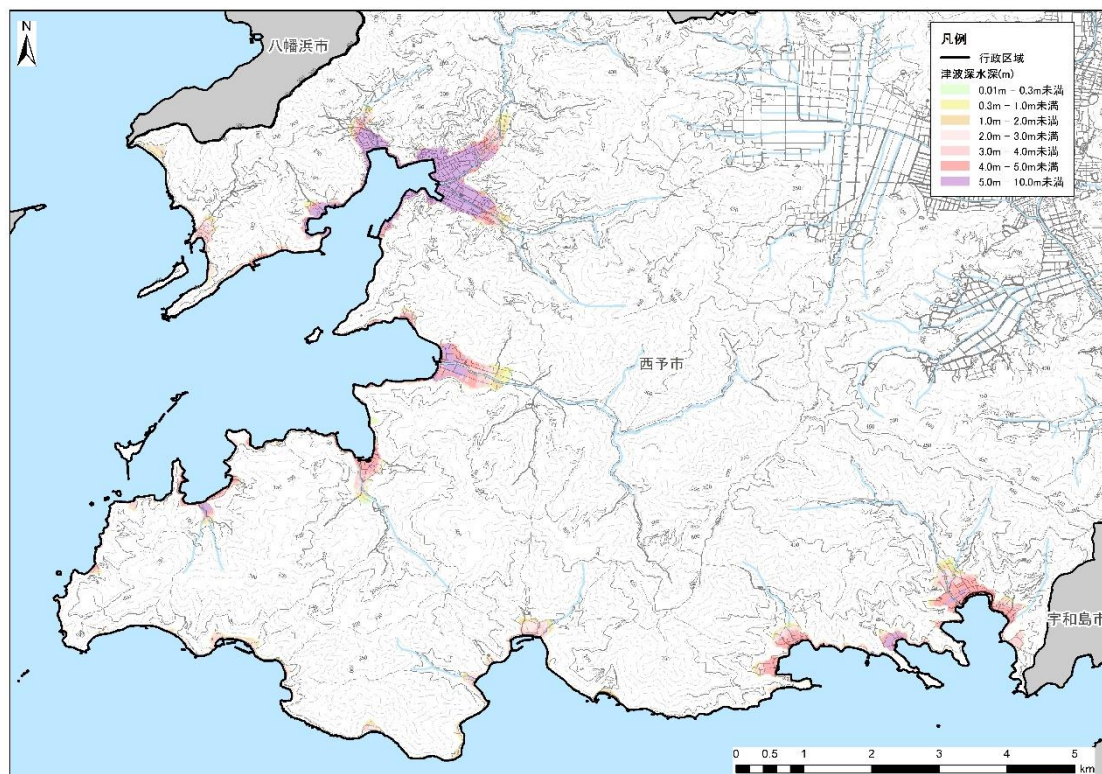 N
八幡浜市
凡例
行政区域
津波深水深(m)
0.01m - 0.3m未満
0.3m - 1.0m未満
1.0m - 2.0m未満
2.0m - 3.0m未満
3.0m - 4.0m未満
4.0m - 5.0m未満
5.0m - 10.0m未満
西予市
宇和島市
0 0.5 1 2 3 4 5
km